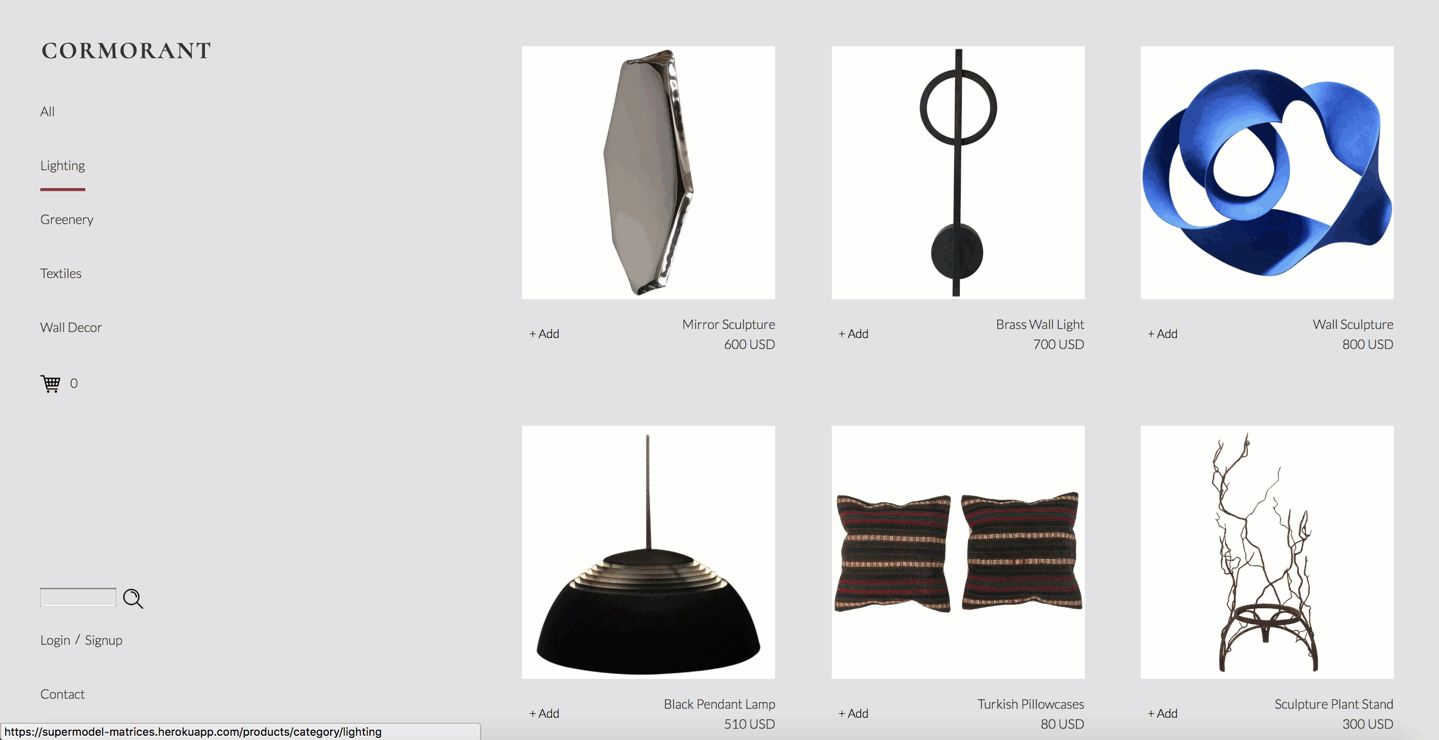 CORMORANT
All
Lighting
Greenery
Textiles
Wall Decor
0
Login / Signup
Contact
+ Add
Mirror Sculpture
600 USD
+ Add
Brass Wall Light
700 USD
+ Add
Wall Sculpture
800 USD
+ Add
Black Pendant Lamp
510 USD
+ Add
Turkish Pillowcases
80 USD
+ Add
Sculpture Plant Stand
300 USD
https://supermodel-matrices.herokuapp.com/products/category/lighting